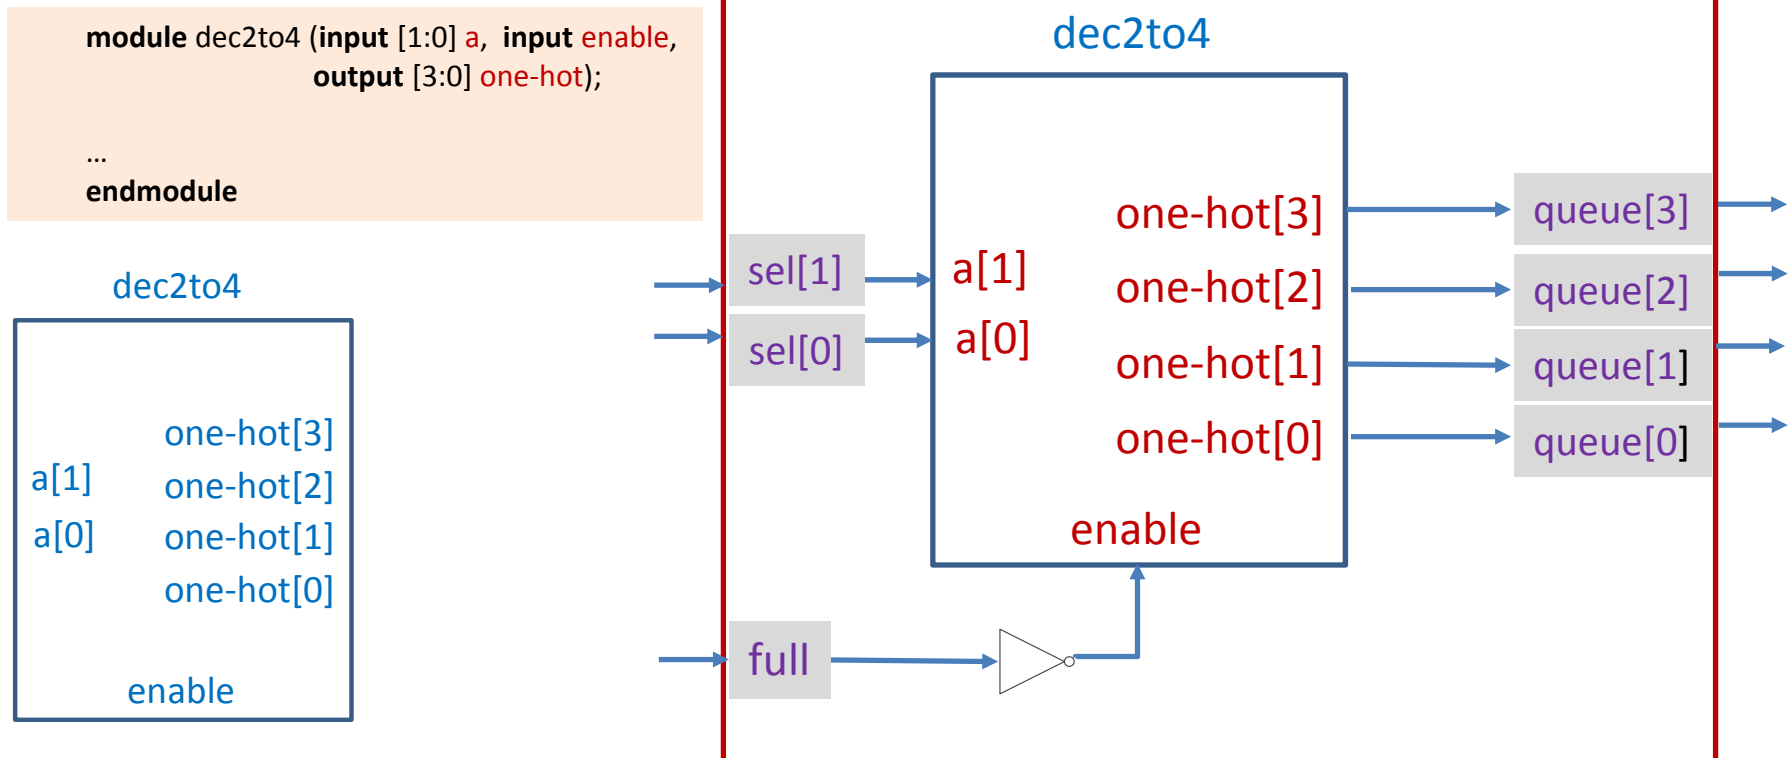 module dec2to4 (input [1:0] a, input enable,
output [3:0] one-hot);
…
endmodule
dec2to4
one-hot[3]
a[1]
one-hot[2]
a[0]
one-hot[1]
one-hot[0]
enable
dec2to4
sel[1]
sel[0]
a[1]
a[0]
one-hot[3]
one-hot[2]
one-hot[1]
one-hot[0]
enable
queue[3]
queue[2]
queue[1]
queue[0]
full